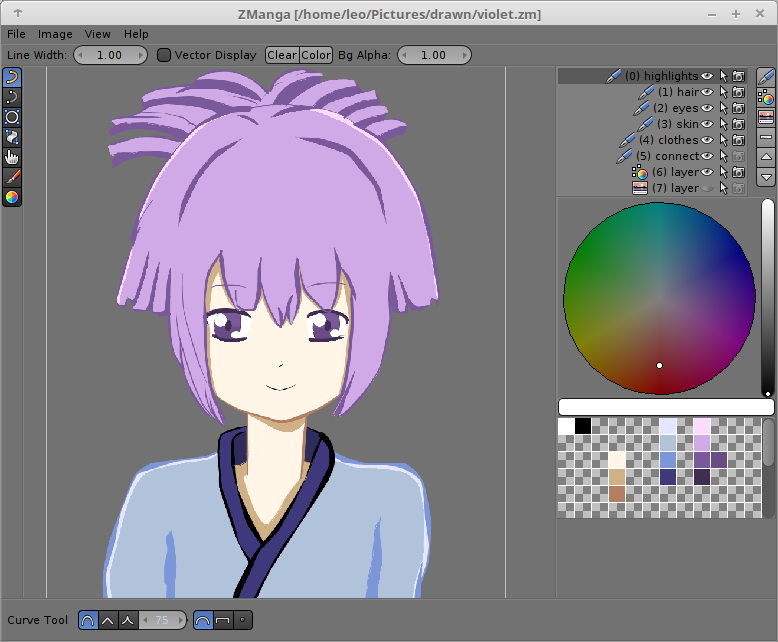 ZManga [/home/leo/Pictures/drawn/violet.zm]
File Image View Help
Line Width: 1.00 Vector Display Clear Color Bg Alpha: 1.00
(0) highlights
(1) hair
(2) eyes
(3) skin
(4) clothes
(5) connect
(6) layer
(7) layer
Curve Tool 75